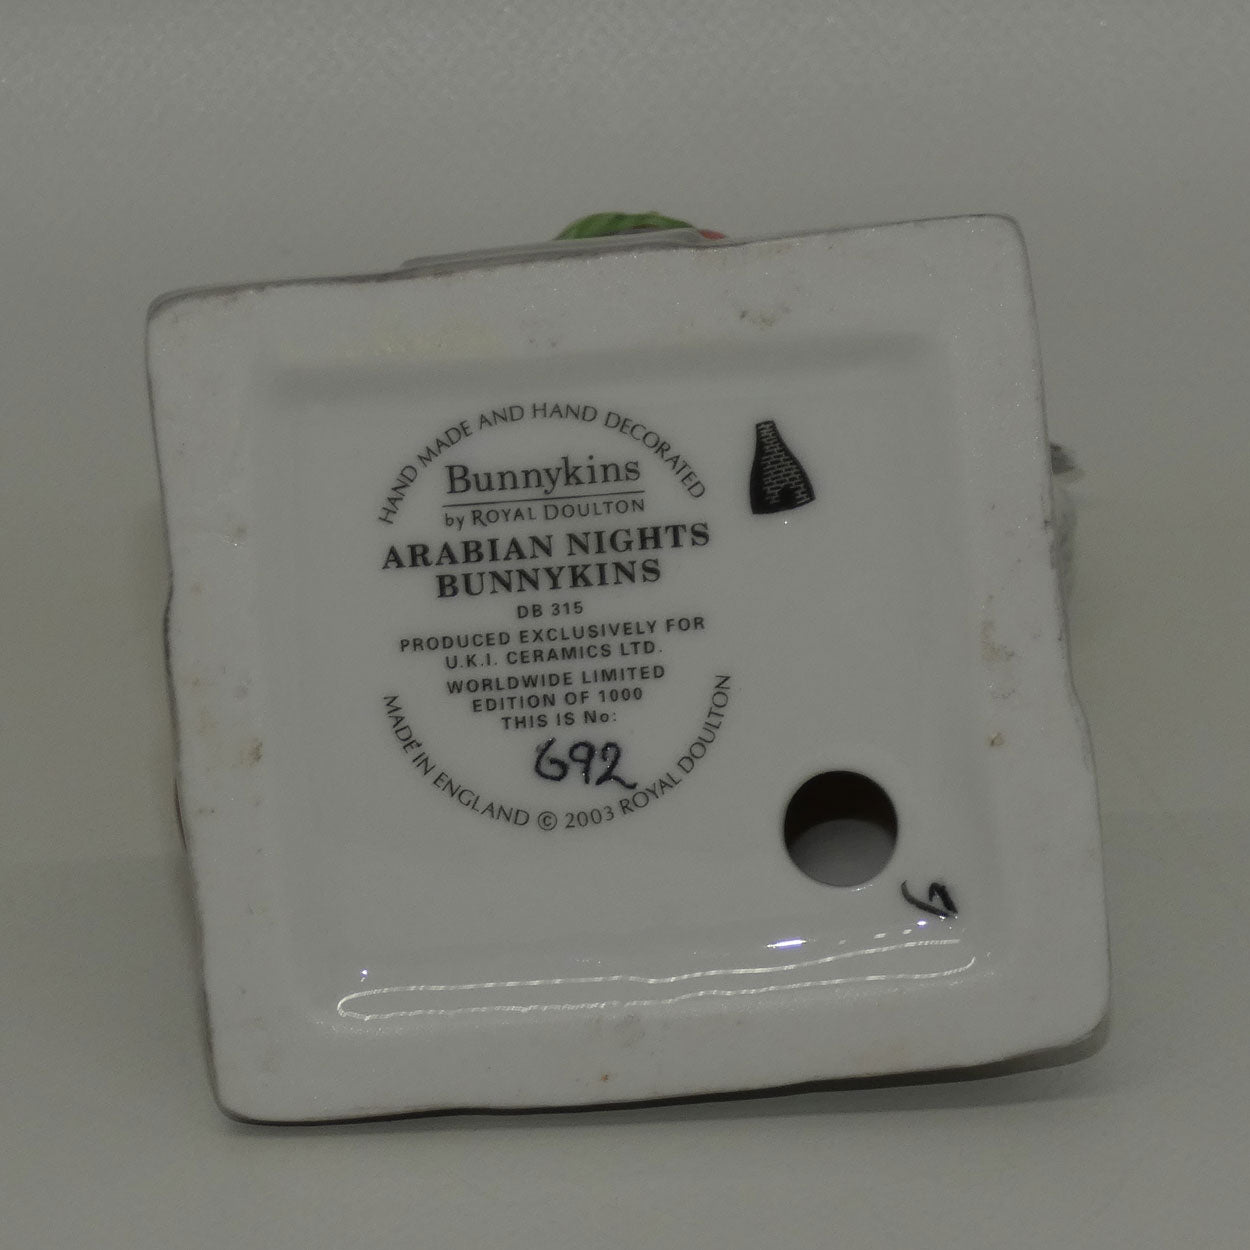 HAND MADE AND HAND DECORATED
Bunnykins
by ROYAL DOULTON
ARABIAN NIGHTS
BUNNYKINS
DB 315
PRODUCED EXCLUSIVELY FOR
U.K.I. CERAMICS LTD.
WORLDWIDE LIMITED
EDITION OF 1000
THIS IS No:
692
MADE IN ENGLAND © 2003 ROYAL DOULTON